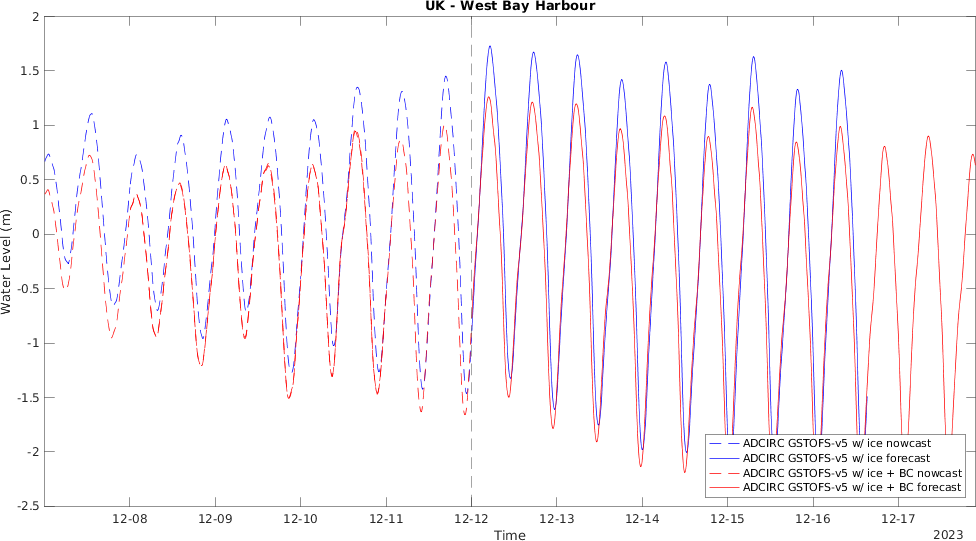 UK - West Bay Harbour
2
1.5
1
0.5
0
-0.5
-1
-1.5
-2
-2.5
Water Level (m)
ADCIRC GSTOFS-v5 w/ ice nowcast
ADCIRC GSTOFS-v5 w/ ice forecast
ADCIRC GSTOFS-v5 w/ ice + BC nowcast
ADCIRC GSTOFS-v5 w/ ice + BC forecast
12-08 12-09 12-10 12-11 12-12 12-13 12-14 12-15 12-16 12-17
Time
2023